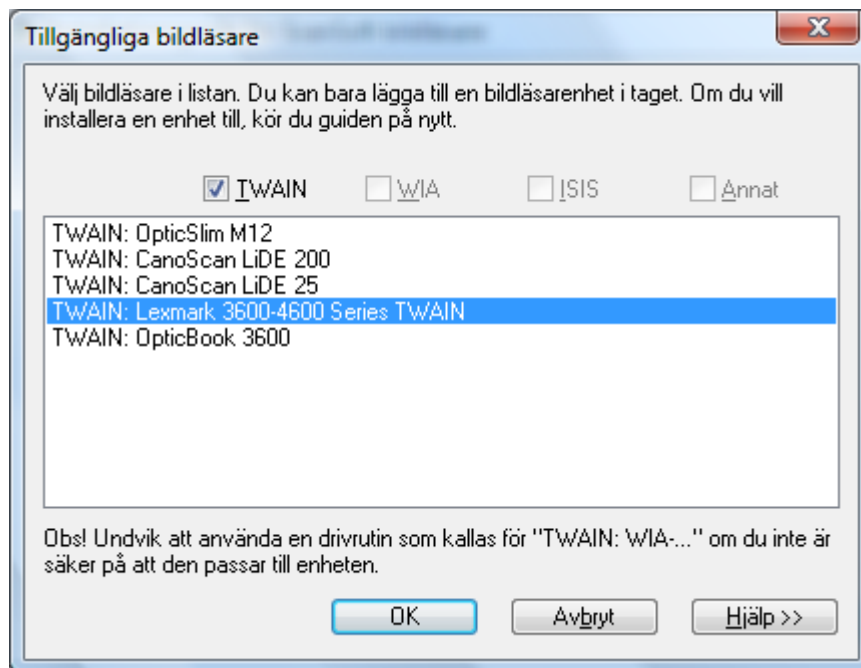 Tillgängliga bildläsare
Välj bildläsare i listan. Du kan bara lägga till en bildläsarenhet i taget. Om du vill
installera en enhet till, kör du guiden på nytt.
TWAIN WIA ISIS Annat
TWAIN: OpticSlim M12
TWAIN: CanoScan LiDE 200
TWAIN: CanoScan LiDE 25
TWAIN: Lexmark 3600-4600 Series TWAIN
TWAIN: OpticBook 3600
Obs! Undvik att använda en drivrutin som kallas för "TWAIN: WIA-..." om du inte är
säker på att den passar till enheten.
OK Avbryt Hjälp >>